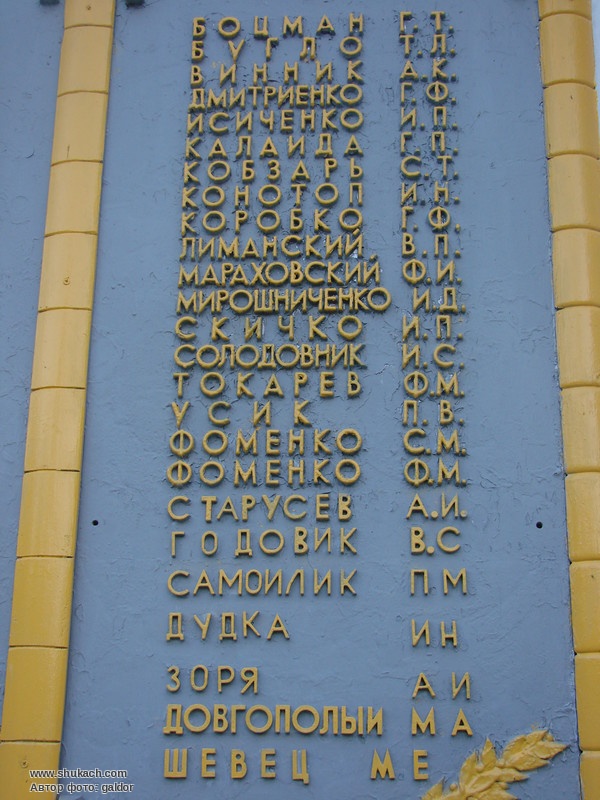 БОЦМАН Г.Т.
БУГЛО Т.Л.
ВИННИК А.К.
ДМИТРИЕНКО Г.Ф.
ИСИЧЕНКО И.П.
КАЛАИДА Г.П.
КОБЗАРЬ С.Т.
КОНОТОП И.Н.
КОРОБКО Г.Ф.
ЛИМАНСКИЙ В.П.
МАРАХОВСКИЙ Ф.И.
МИРОШНИЧЕНКО И.Д.
СКИЧКО И.П.
СОЛОДОВНИК И.С.
ТОКАРЕВ Ф.М.
УСИК П.В.
ФОМЕНКО С.М.
ФОМЕНКО Ф.М.
СТАРУСЕВ А.И.
ГОДОВИК В.С
САМОИЛИК П М
ДУДКА И Н
ЗОРЯ А И
ДОВГОПОЛЫЙ М А
ШЕВЕЦ М Е
www.shukach.com
Автор фото: galdor